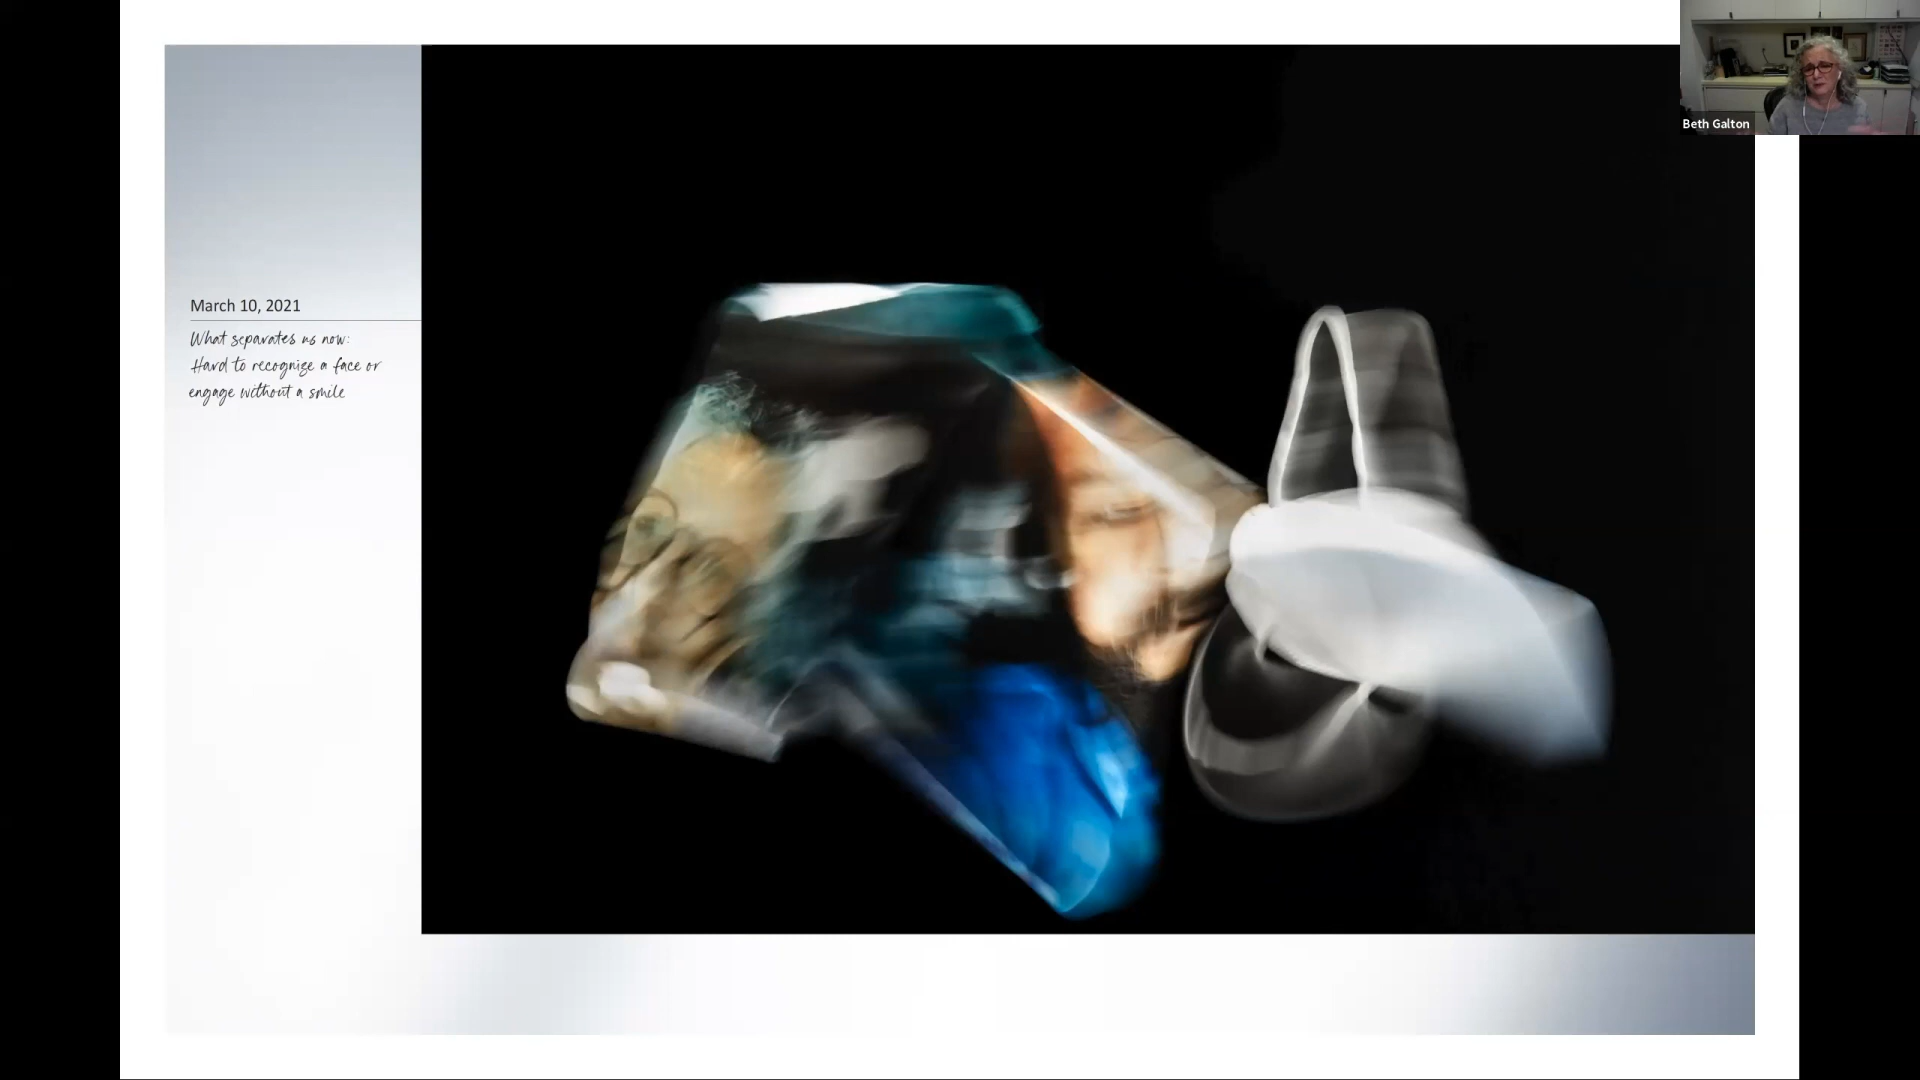 March 10, 2021
What separates us now:
Hard to recognize a face or
engage without a smile
Beth Galton